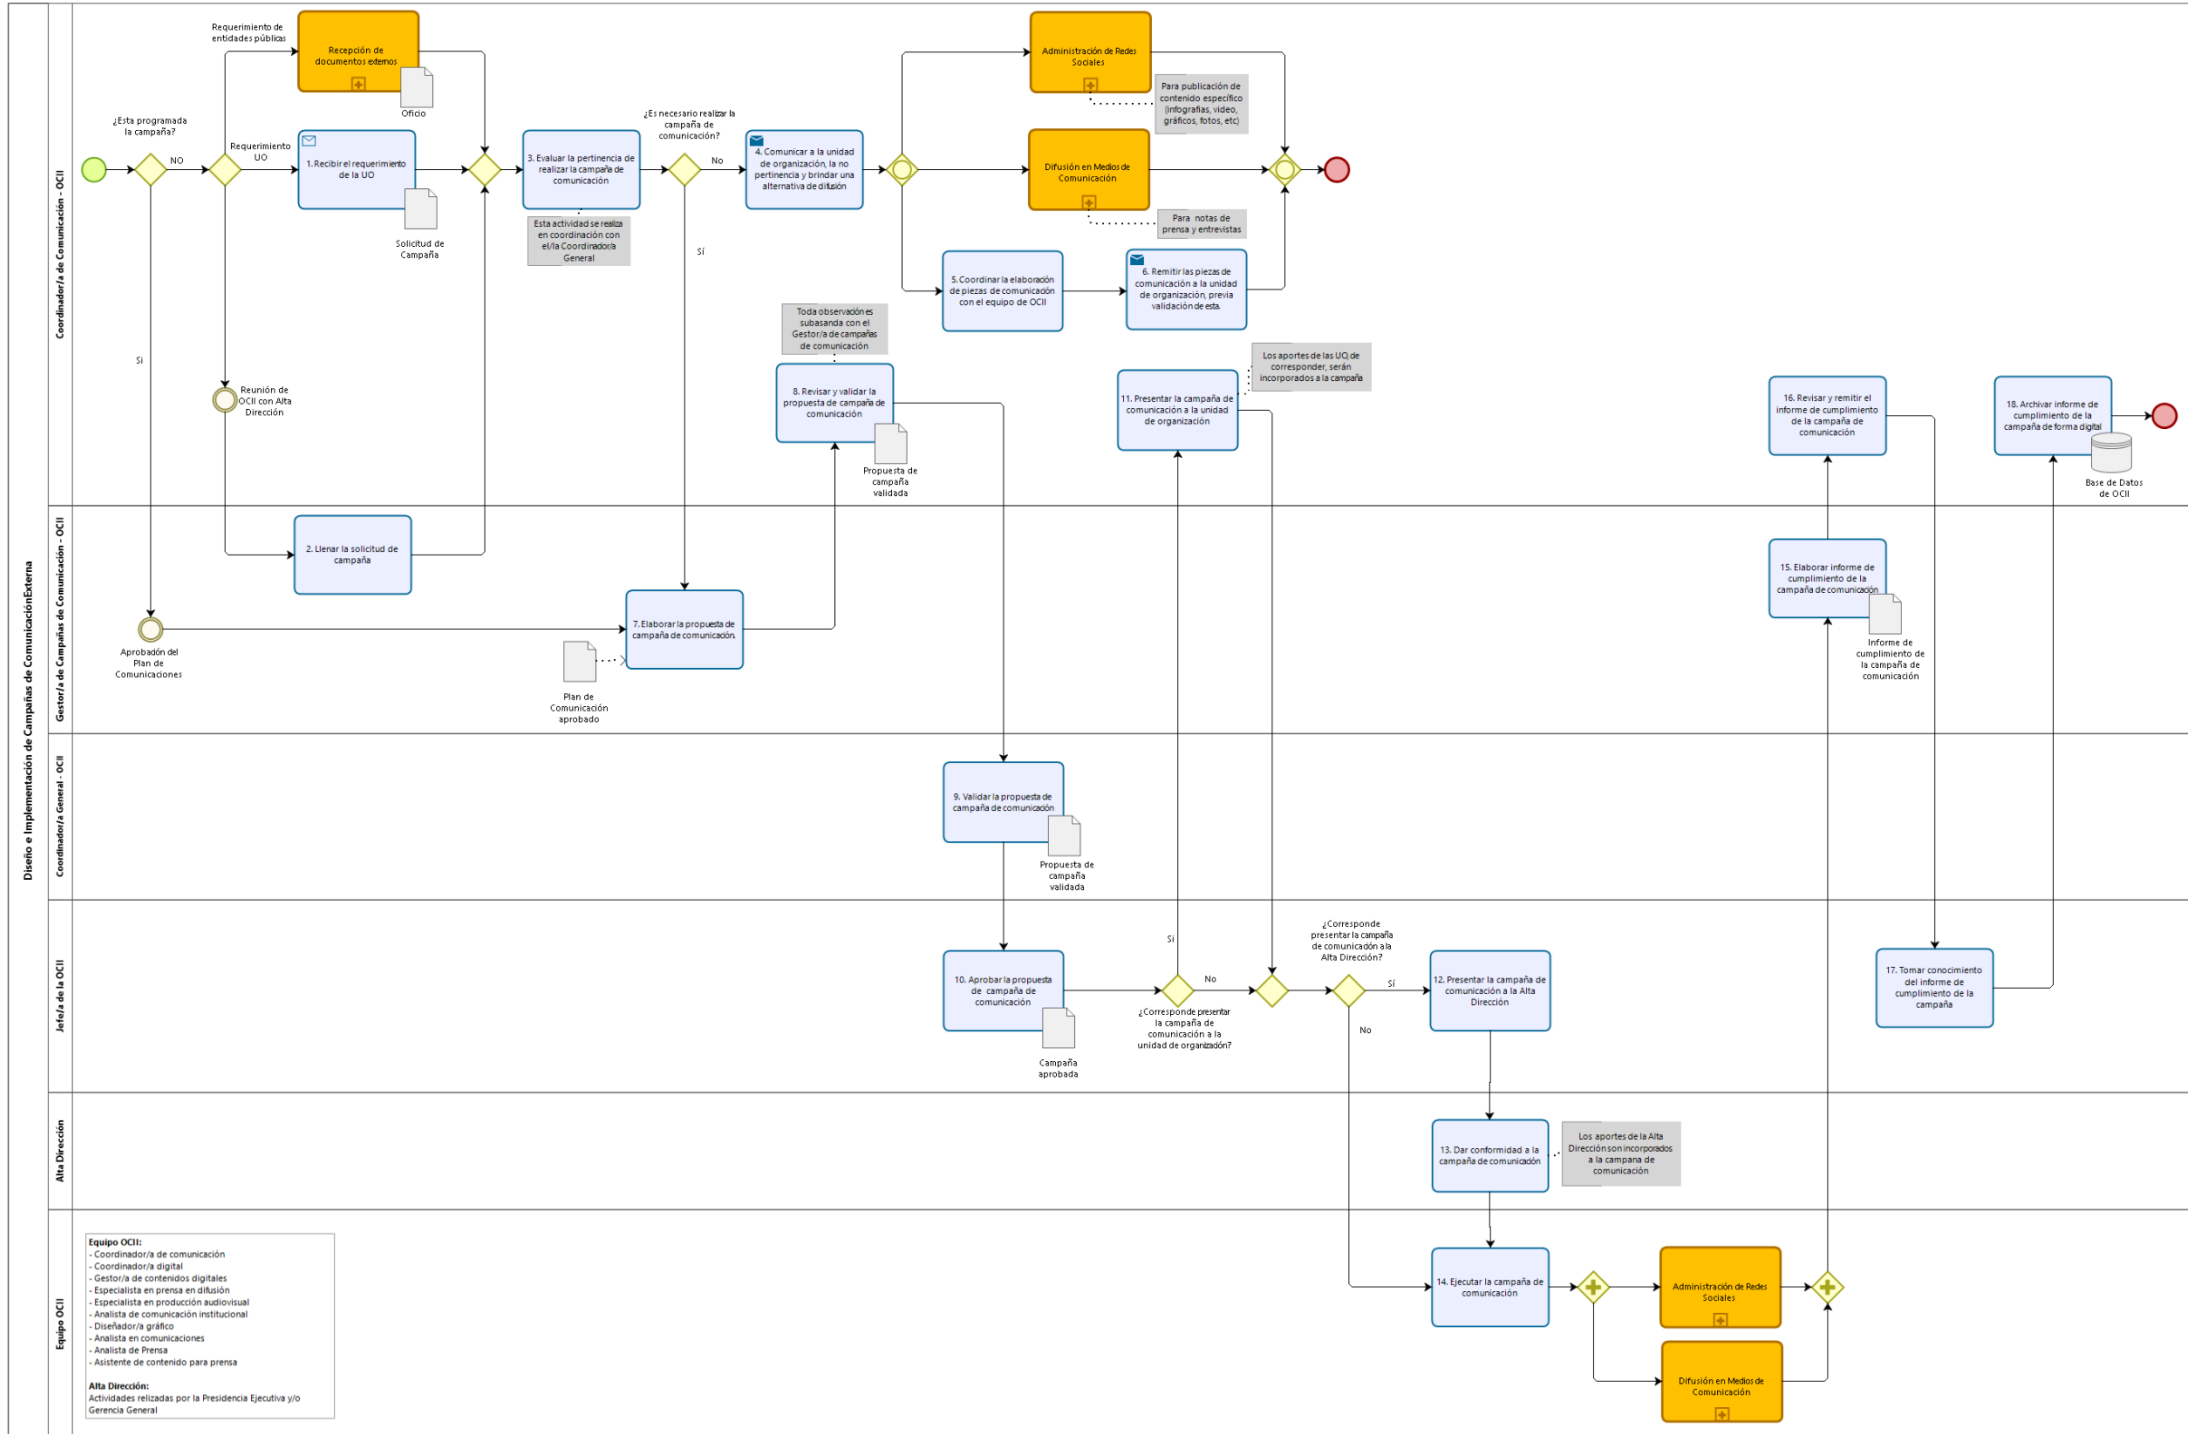 Diseño e Implementación de Campañas de ComunicaciónExterna
Coordinador/a de Comunicación - OCII
¿Esta programada
la campaña?
NO
Si
Requerimiento de
entidades públicas
Recepción de
documentos externos
Oficio
Requerimiento
UO
1. Recibir el requerimiento
de la UO
Solicitud de
Campaña
Reunión de
OCII con Alta
Dirección
3. Evaluar la pertinencia de
realizar la campaña de
comunicación
Esta actividad se realiza
en coordinación con
el/la Coordinador/a
General
¿Es necesario realizar la
campaña de
comunicación?
No
Sí
4. Comunicar a la unidad
de organización, la no
pertinencia y brindar una
alternativa de difusión
Administración de Redes
Sociales
Para publicación de
contenido específico
(infografias, video,
gráficos, fotos, etc)
Difusión en Medios de
Comunicación
Para notas de
prensa y entrevistas
5. Coordinar la elaboración
de piezas de comunicación
con el equipo de OCII
6. Remitir las piezas de
comunicación a la unidad
de organización, previa
validación de esta.
Toda observación es
subasanda con el
Gestor/a de campañas
de comunicación
8. Revisar y validar la
propuesta de campaña de
comunicación
Propuesta de
campaña
validada
11. Presentar la campaña de
comunicación a la unidad
de organización
Los aportes de las UO, de
corresponder, serán
incorporados a la campaña
16. Revisar y remitir el
informe de cumplimiento
de la campaña de
comunicación
18. Archivar informe de
cumplimiento de la
campaña de forma digital
Base de Datos
de OCII
Gestor/a de Campañas de Comunicación - OCII
2. Llenar la solicitud de
campaña
Aprobación del
Plan de
Comunicaciones
7. Elaborar la propuesta de
campaña de comunicación.
Plan de
Comunicación
aprobado
15. Elaborar informe de
cumplimiento de la
campaña de comunicación
Informe de
cumplimiento de
la campaña de
comunicación
Coordinador/a General - OCII
9. Validar la propuesta de
campaña de comunicación
Propuesta de
campaña
validada
Jefe/a de la OCII
10. Aprobar la propuesta
de campaña de
comunicación
Campaña
aprobada
Si
No
¿Corresponde presentar
la campaña de
comunicación a la
unidad de organización?
¿Corresponde
presentar la campaña
de comunicación a la
Alta Dirección?
Sí
No
12. Presentar la campaña de
comunicación a la Alta
Dirección
17. Tomar conocimiento
del informe de
cumplimiento de la
campaña
Alta Dirección
13. Dar conformidad a la
campaña de comunicación
Los aportes de la Alta
Dirección son incorporados
a la campana de
comunicación
Equipo OCII
Equipo OCII:
- Coordinador/a de comunicación
- Coordinador/a digital
- Gestor/a de contenidos digitales
- Especialista en prensa en difusión
- Especialista en producción audiovisual
- Analista de comunicación institucional
- Diseñador/a gráfico
- Analista en comunicaciones
- Analista de Prensa
- Asistente de contenido para prensa
Alta Dirección:
Actividades relizadas por la Presidencia Ejecutiva y/o
Gerencia General
14. Ejecutar la campaña de
comunicación
Administración de Redes
Sociales
Difusión en Medios de
Comunicación